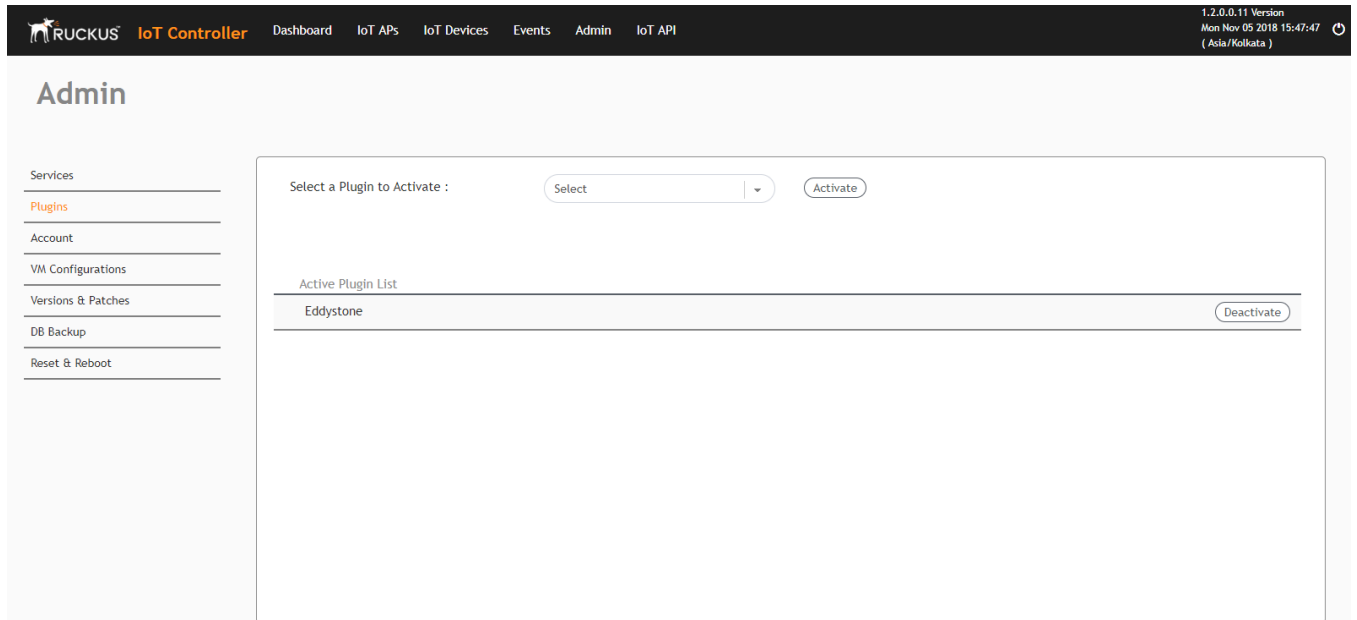 RUCKUS IoT Controller Dashboard IoT APs IoT Devices Events Admin IoT API
1.2.0.0.11 Version
Mon Nov 05 2018 15:47:47
( Asia/Kolkata )
Admin
Services
Plugins
Account
VM Configurations
Versions & Patches
DB Backup
Reset & Reboot
Select a Plugin to Activate : Select Activate
Active Plugin List
Eddystone Deactivate